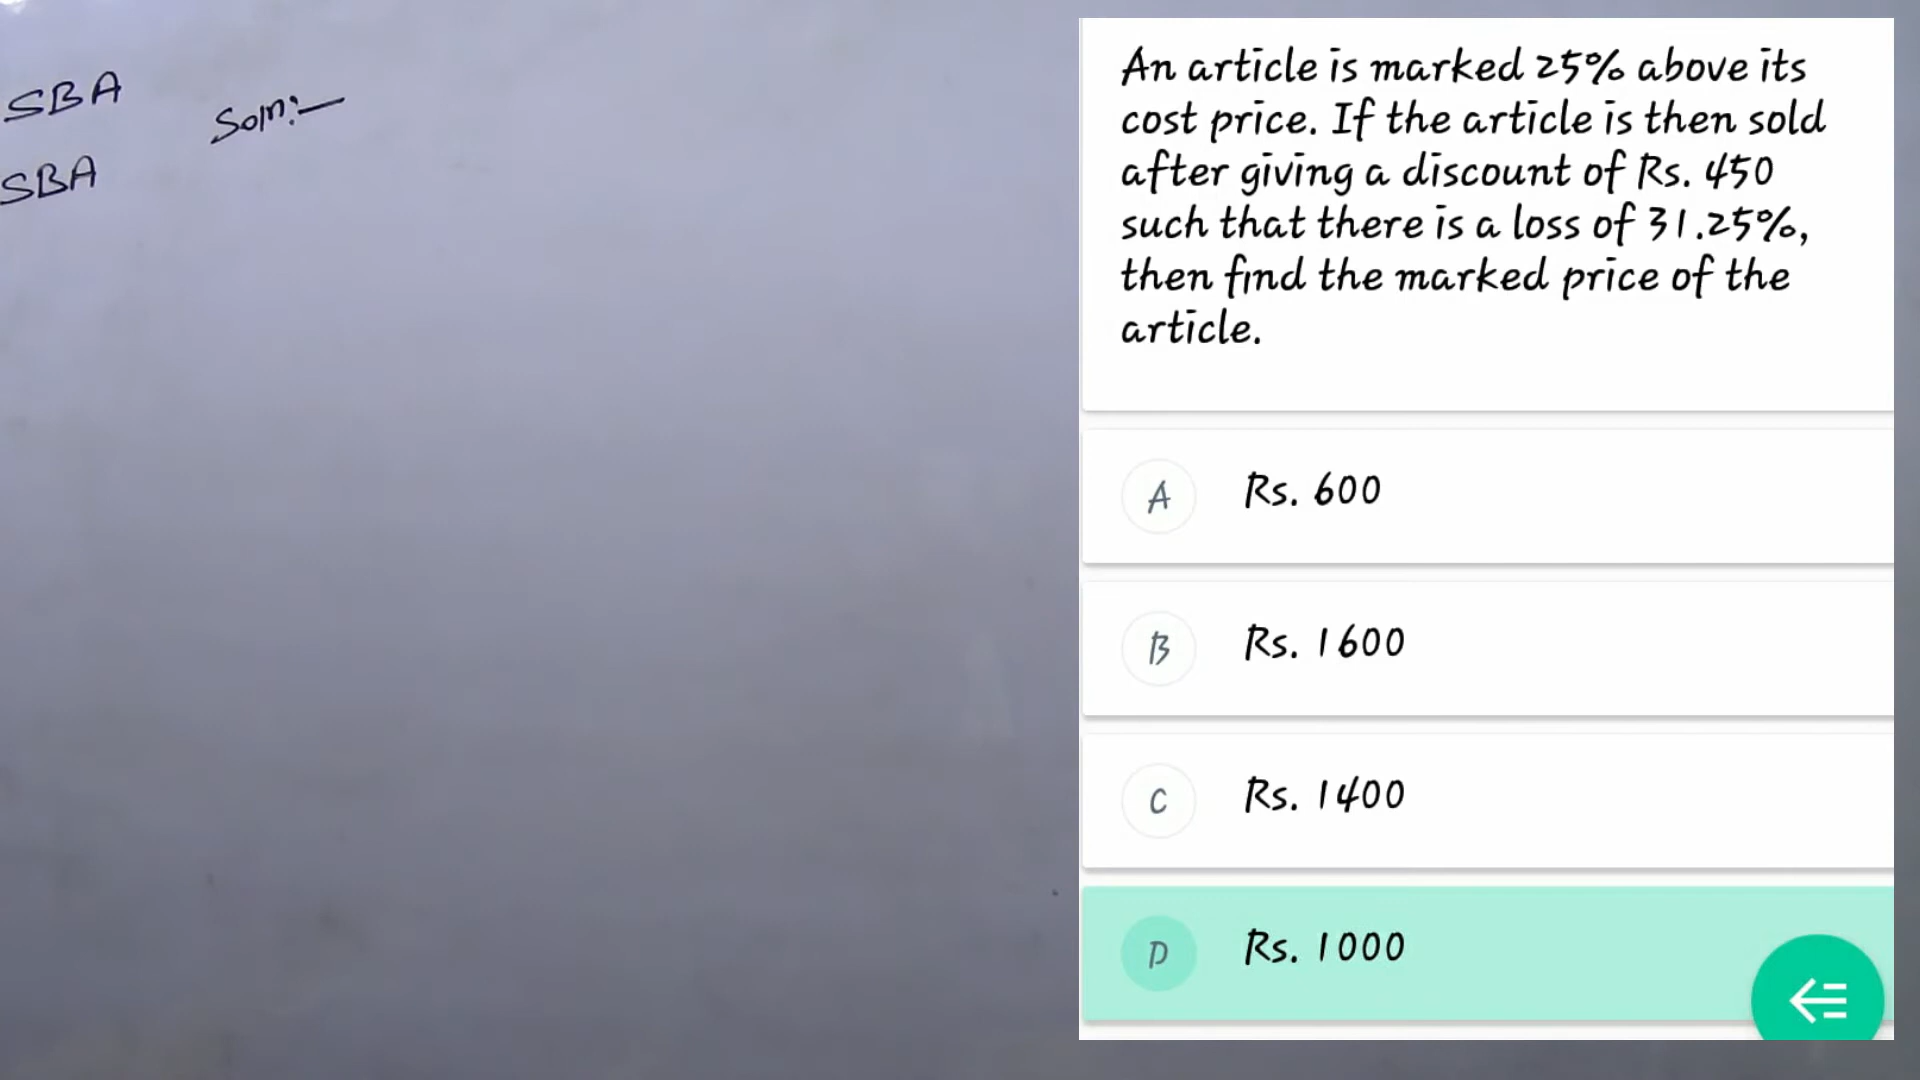 SBA
SBA
Soln:—
An article is marked 25% above its
cost price. If the article is then sold
after giving a discount of Rs. 450
such that there is a loss of 31.25%,
then find the marked price of the
article.
A Rs. 600
B Rs. 1600
C Rs. 1400
D Rs. 1000